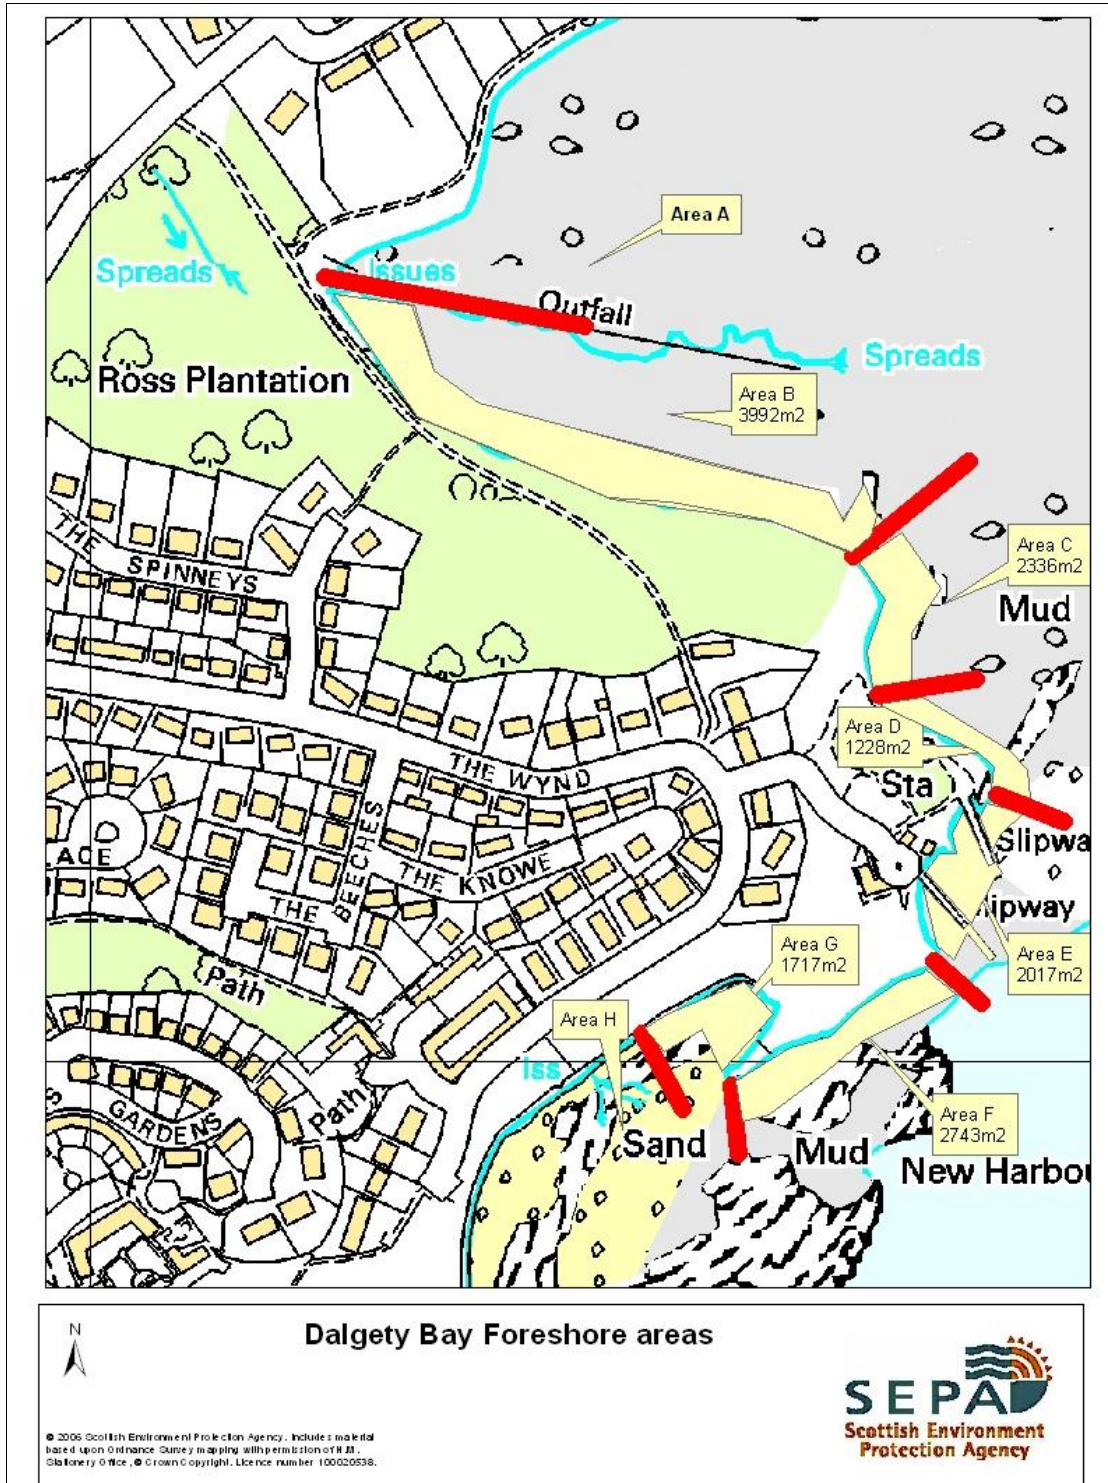 Area A
Spreads
Issues
Outfall
Spreads
Ross Plantation
Area B
3992m2
THE SPINNEYS
Area C
2336m2
Mud
Area D
1228m2
THE WYND
Sta
BEECHES
THE KNOWE
Slipwa
LACE
THE
lipway
Area G
1717m2
Area E
2017m2
Path
Area H
Iss
GARDENS
Path
Sand
Mud
Area F
2743m2
New Harbou
N
Dalgety Bay Foreshore areas
SEPA
Scottish Environment
Protection Agency
© 2006 Scottish Environment Protection Agency. Includes material
based upon Ordnance Survey mapping with permission of H.M.
Stationery Office, © Crown Copyright. Licence number 100020538.